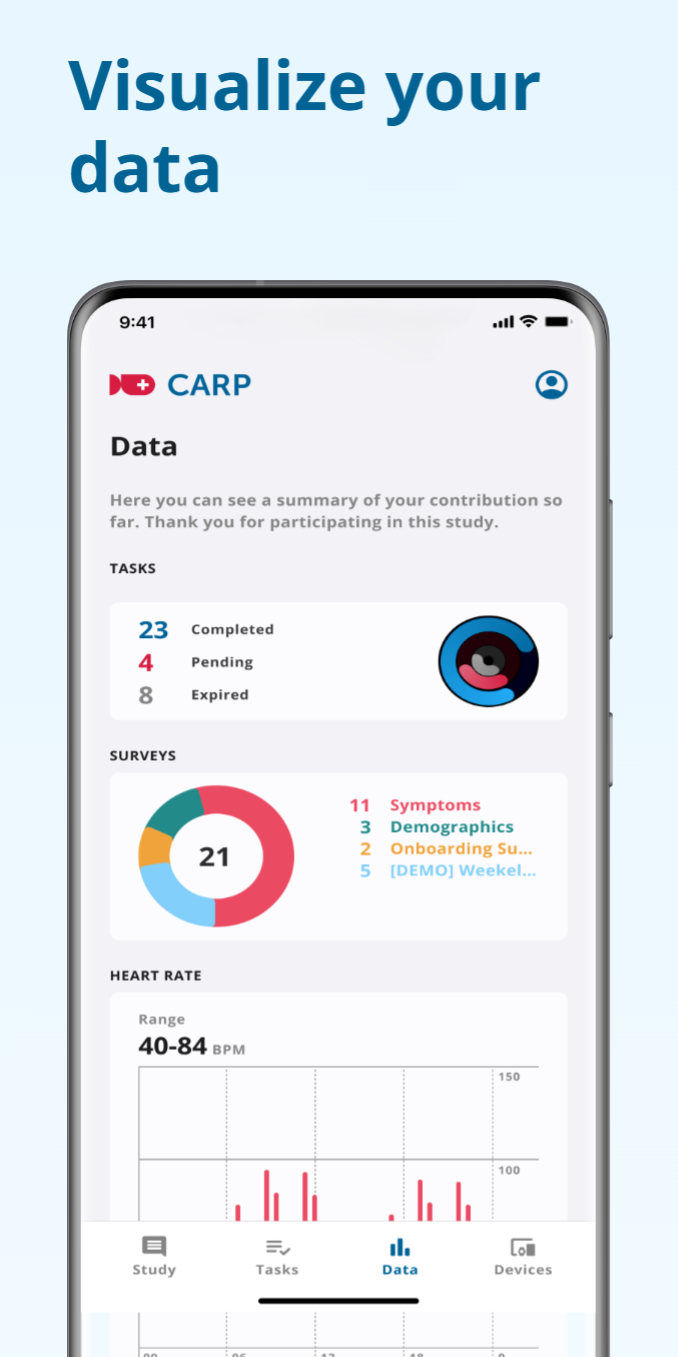 Visualize your
data
9:41
CARP
Data
Here you can see a summary of your contribution so
far. Thank you for participating in this study.
TASKS
23 Completed
4 Pending
8 Expired
SURVEYS
21
11 Symptoms
3 Demographics
2 Onboarding Su...
5 [DEMO] Weekel...
HEART RATE
Range
40-84 BPM
150
100
Study Tasks Data Devices